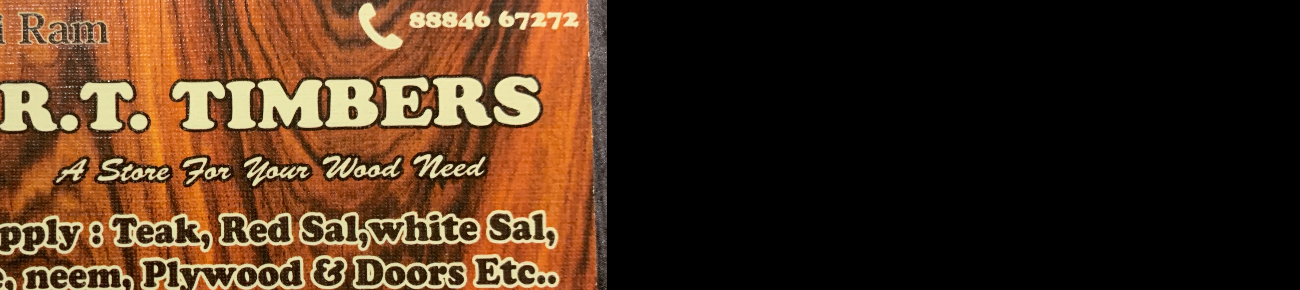 i Ram
88846 67272
R.T. TIMBERS
A Store For Your Wood Need
pply : Teak, Red Sal,white Sal,
e, neem, Plywood & Doors Etc..